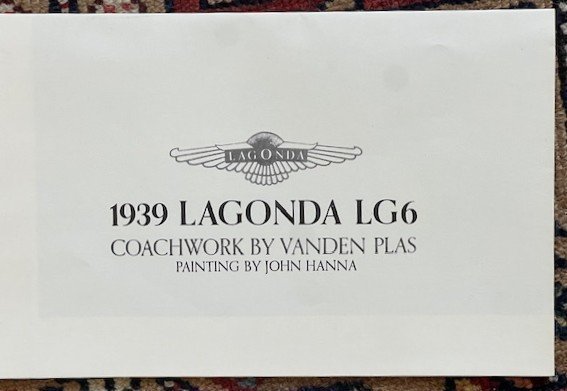 LAGONDA
1939 LAGONDA LG6
COACHWORK BY VANDEN PLAS
PAINTING BY JOHN HANNA